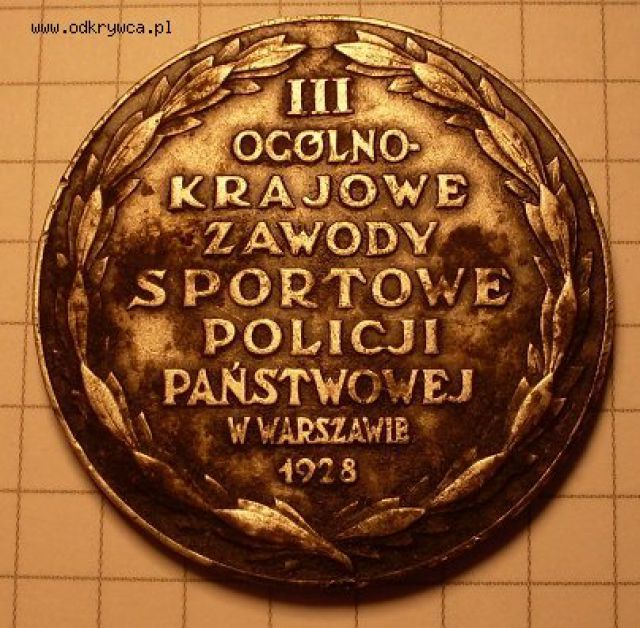 www.odkrywca.pl
III
OGÓLNO-
KRAJOWE
ZAWODY
SPORTOWE
POLICJI
PAŃSTWOWEJ
W WARSZAWIE
1928